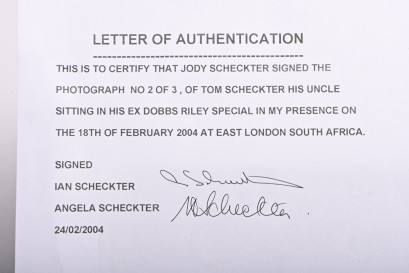 LETTER OF AUTHENTICATION
------------------------------------
THIS IS TO CERTIFY THAT JODY SCHECKTER SIGNED THE
PHOTOGRAPH NO 2 OF 3 , OF TOM SCHECKTER HIS UNCLE
SITTING IN HIS EX DOBBS RILEY SPECIAL IN MY PRESENCE ON
THE 18TH OF FEBRUARY 2004 AT EAST LONDON SOUTH AFRICA.
SIGNED
IAN SCHECKTER
ANGELA SCHECKTER
24/02/2004